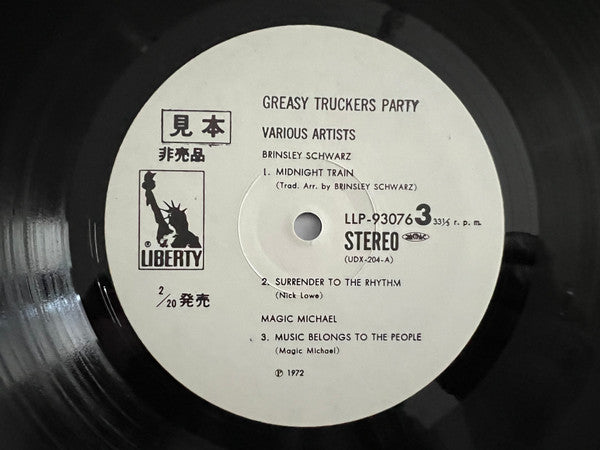 GREASY TRUCKERS PARTY
見本
非売品
VARIOUS ARTISTS
BRINSLEY SCHWARZ
1. MIDNIGHT TRAIN
(Trad. Arr. by BRINSLEY SCHWARZ)
LLP-93076 3 33⅓ r. p. m.
STEREO
(UDX-204-A)
® LIBERTY
2/20 発売
2. SURRENDER TO THE RHYTHM
(Nick Lowe)
MAGIC MICHAEL
3. MUSIC BELONGS TO THE PEOPLE
(Magic Michael)
℗ 1972